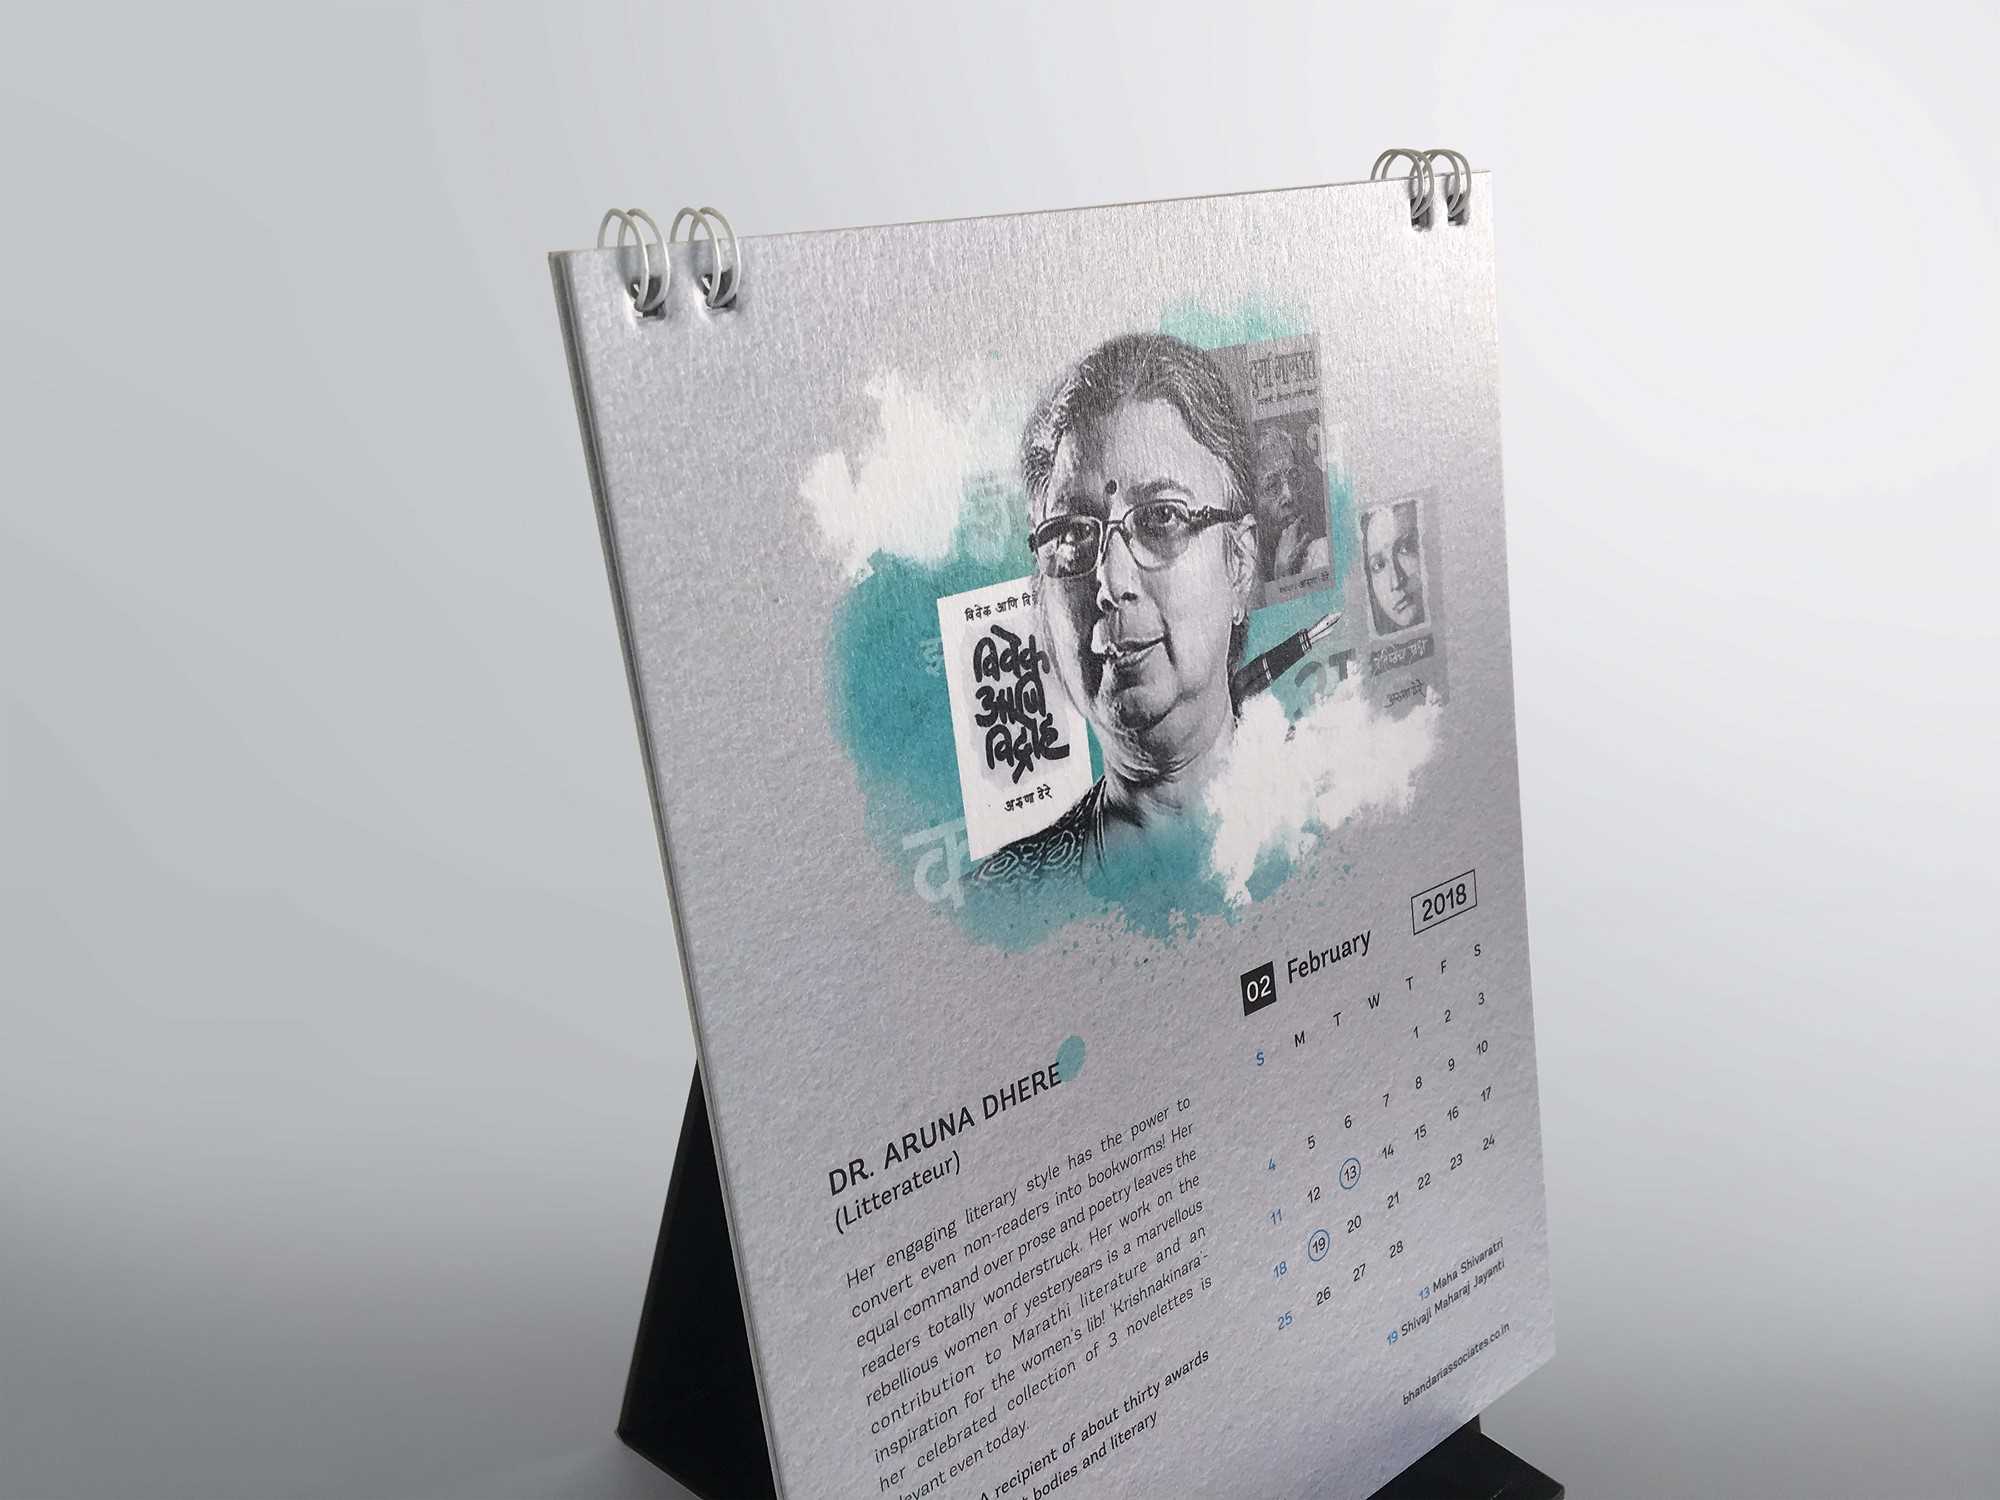 दुर्गा भागवत
विवेक आणि
विवेक
आणि
विद्रोह
अरुणा ढेरे
अरुणा ढेरे
क
2018
02 February
S M T W T F S
1 2 3
4 5 6 7 8 9 10
11 12 13 14 15 16 17
18 19 20 21 22 23 24
25 26 27 28
13 Maha Shivaratri
19 Shivaji Maharaj Jayanti
bhandariassociates.co.in
DR. ARUNA DHERE
(Litterateur)
Her engaging literary style has the power to
convert even non-readers into bookworms! Her
equal command over prose and poetry leaves the
readers totally wonderstruck. Her work on the
rebellious women of yesteryears is a marvellous
contribution to Marathi literature and an
inspiration for the women's lib! 'Krishnakinara'-
her celebrated collection of 3 novelettes is
evant even today.
A recipient of about thirty awards
t bodies and literary